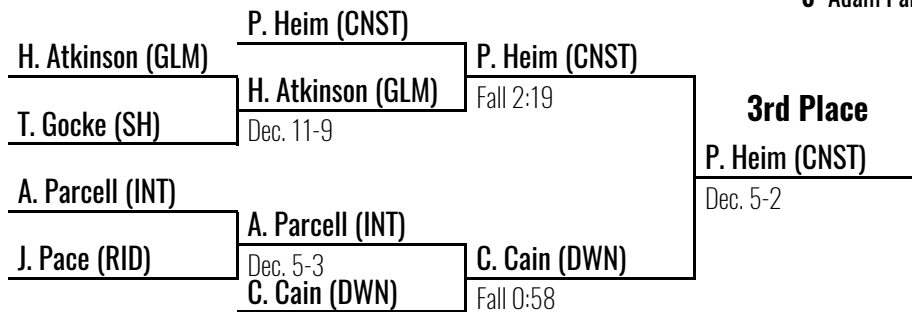 P. Heim (CNST)
H. Atkinson (GLM)
P. Heim (CNST)
H. Atkinson (GLM)
Fall 2:19
T. Gocke (SH)
Dec. 11-9
3rd Place
P. Heim (CNST)
Dec. 5-2
A. Parcell (INT)
A. Parcell (INT)
J. Pace (RID)
Dec. 5-3
C. Cain (DWN)
C. Cain (DWN)
Fall 0:58